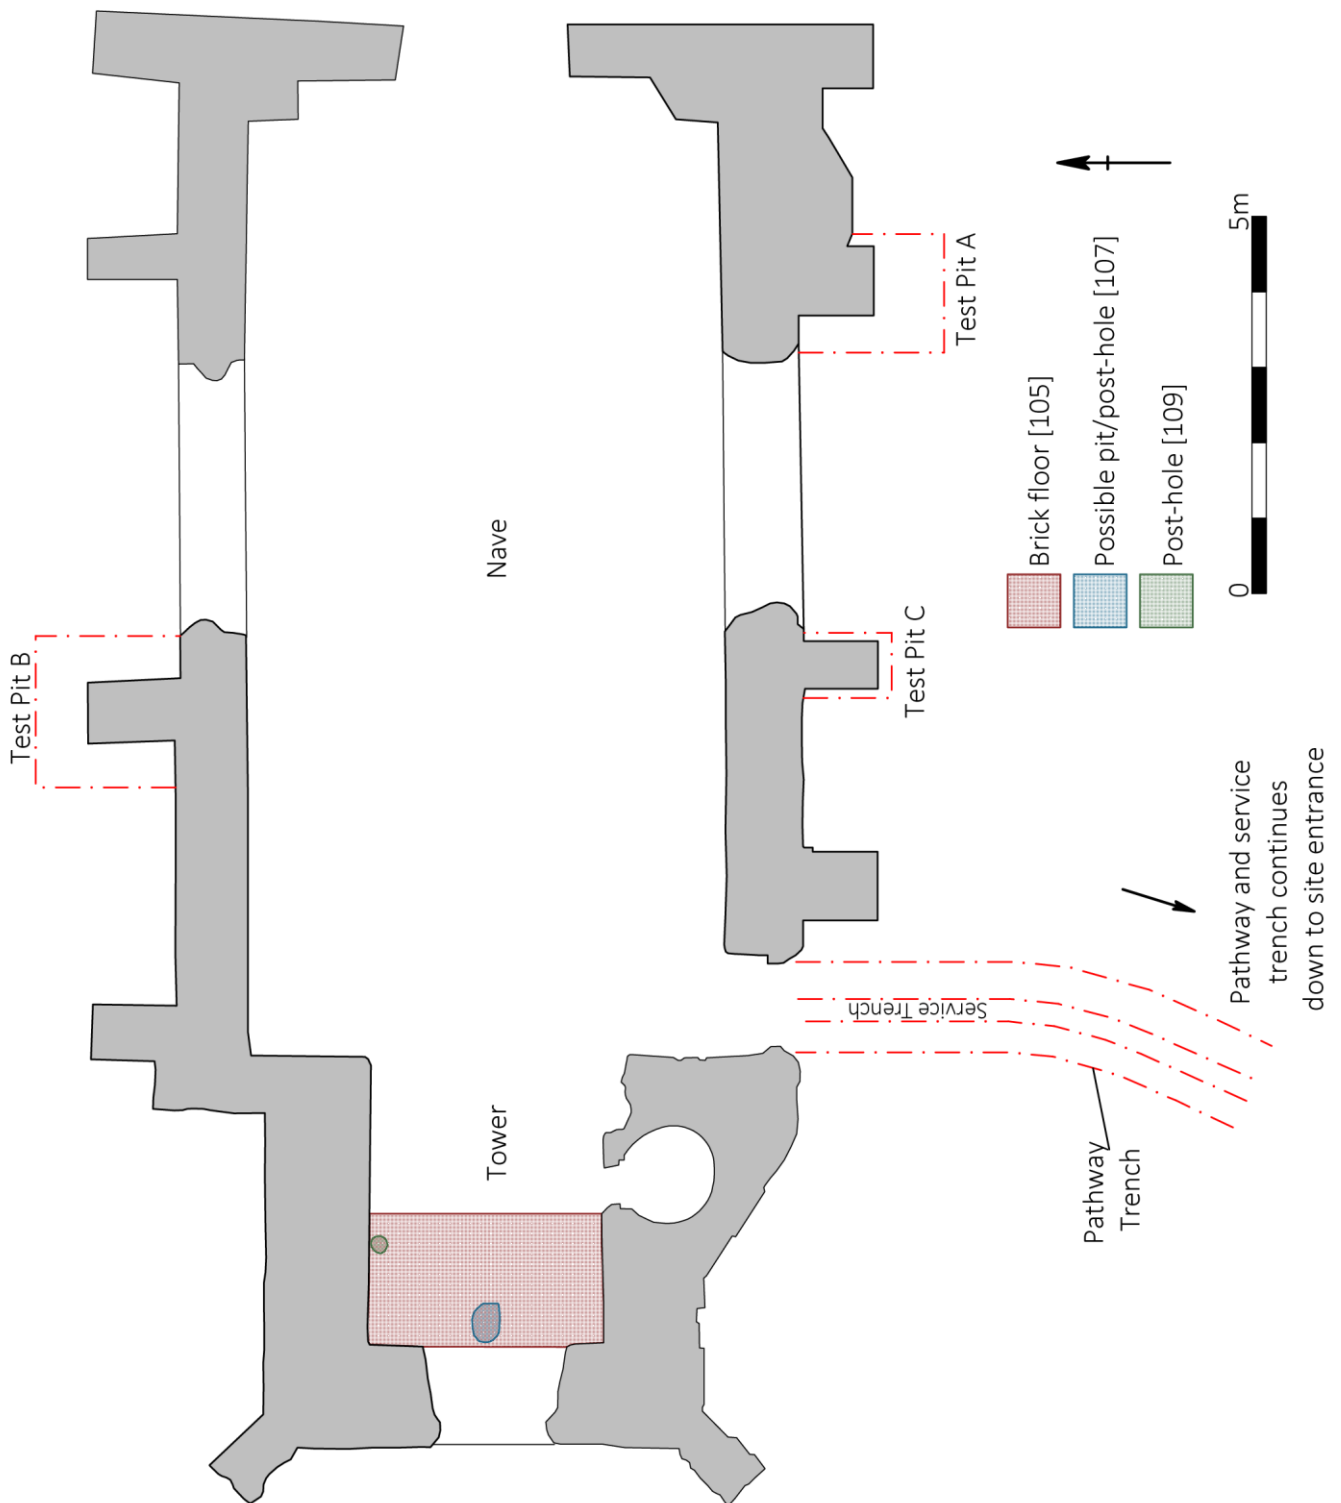 Test Pit B
Nave
Tower
Test Pit A
Test Pit C
Service Trench
Pathway
Trench
Brick floor [105]
Possible pit/post-hole [107]
Post-hole [109]
0
5m
Pathway and service
trench continues
down to site entrance